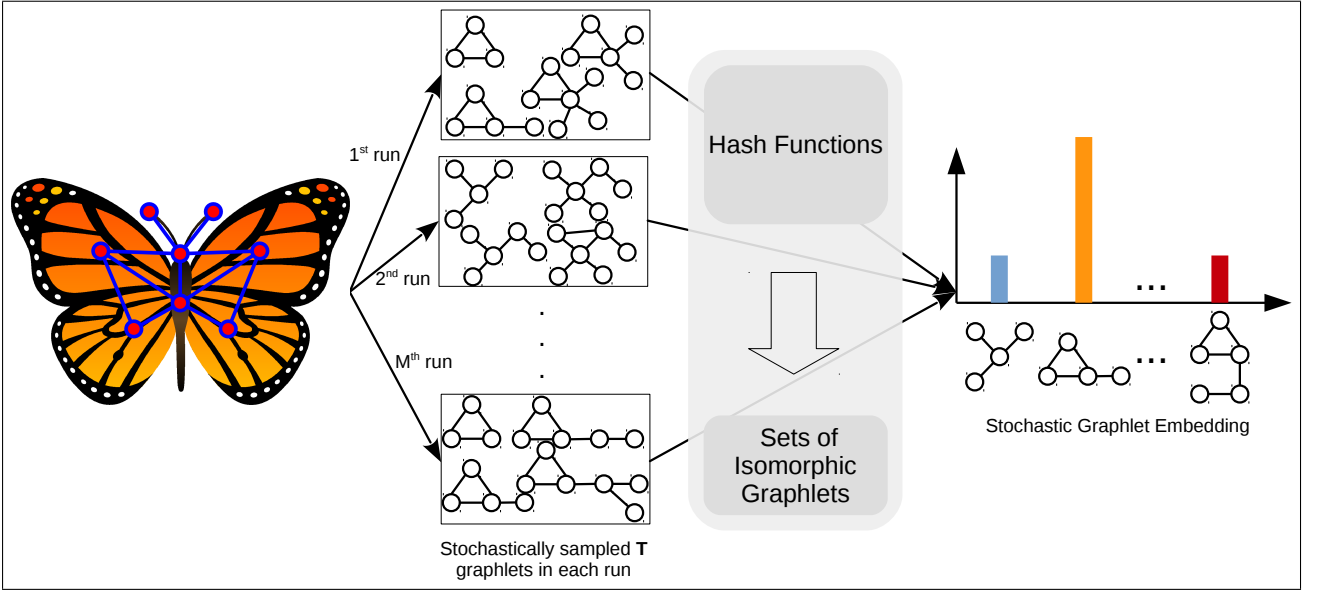 1st run
2nd run
Mth run
Stochastically sampled T
graphlets in each run
Hash Functions
Sets of
Isomorphic
Graphlets
...
...
Stochastic Graphlet Embedding